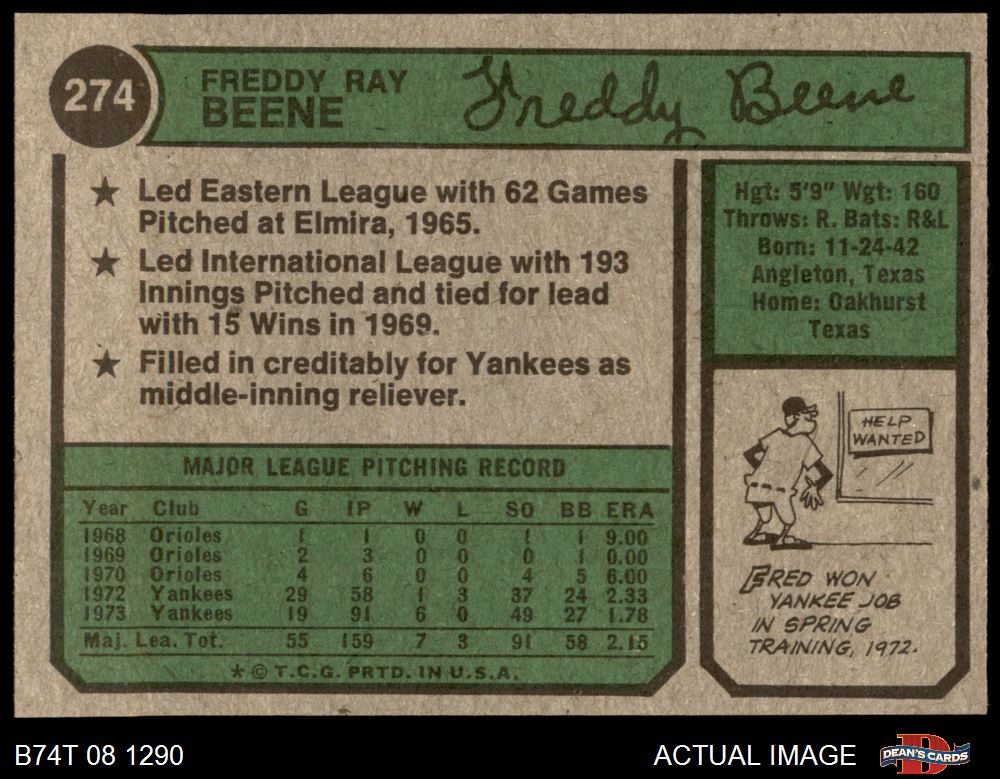 274
FREDDY RAY
BEENE
Freddy Beene
★ Led Eastern League with 62 Games
Pitched at Elmira, 1965.
★ Led International League with 193
Innings Pitched and tied for lead
with 15 Wins in 1969.
★ Filled in creditably for Yankees as
middle-inning reliever.
Hgt: 5'9" Wgt: 160
Throws: R. Bats: R&L
Born: 11-24-42
Angleton, Texas
Home: Oakhurst
Texas
HELP
WANTED
FRED WON
YANKEE JOB
IN SPRING
TRAINING, 1972.
MAJOR LEAGUE PITCHING RECORD
Year Club G IP W L SO BB ERA
1968 Orioles 1 1 0 0 1 1 9.00
1969 Orioles 2 3 0 0 0 1 0.00
1970 Orioles 4 6 0 0 4 5 6.00
1972 Yankees 29 58 1 3 37 24 2.33
1973 Yankees 19 91 6 0 49 27 1.78
Maj. Lea. Tot. 55 159 7 3 91 58 2.15
★ © T.C.G. PRTD. IN U.S.A.
B74T 08 1290
ACTUAL IMAGE
DEAN'S CARDS